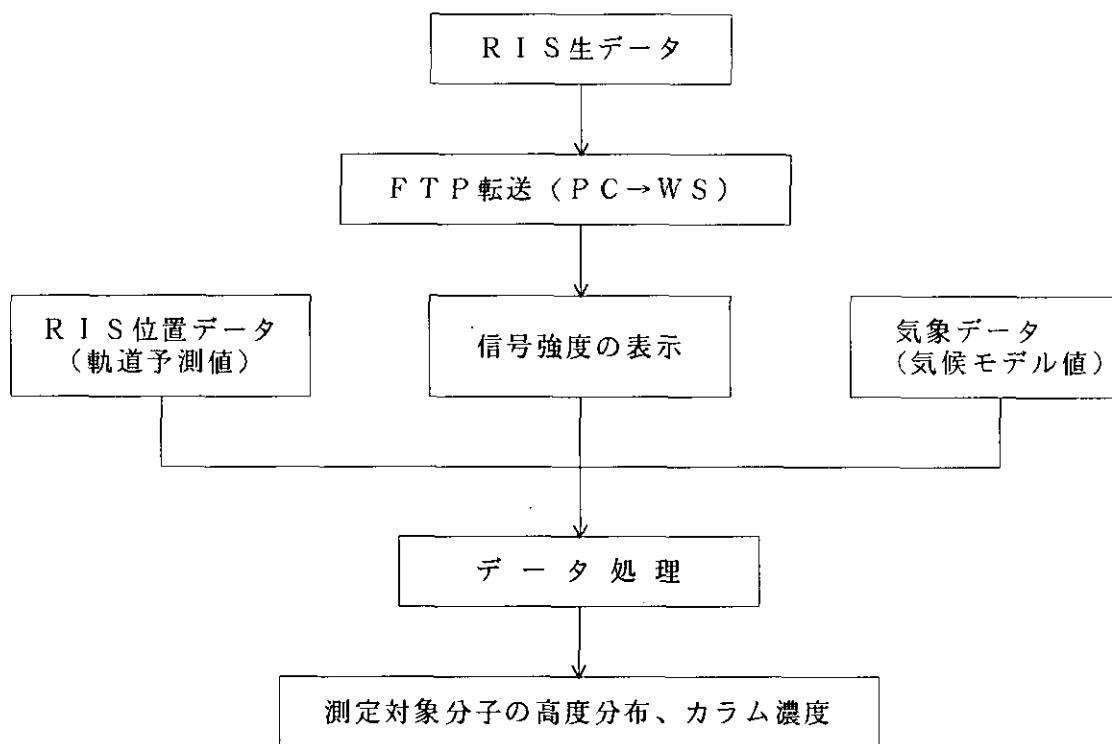 ＲＩＳ生データ
ＦＴＰ転送（ＰＣ→ＷＳ）
ＲＩＳ位置データ
（軌道予測値）
信号強度の表示
気象データ
（気候モデル値）
データ処理
測定対象分子の高度分布、カラム濃度